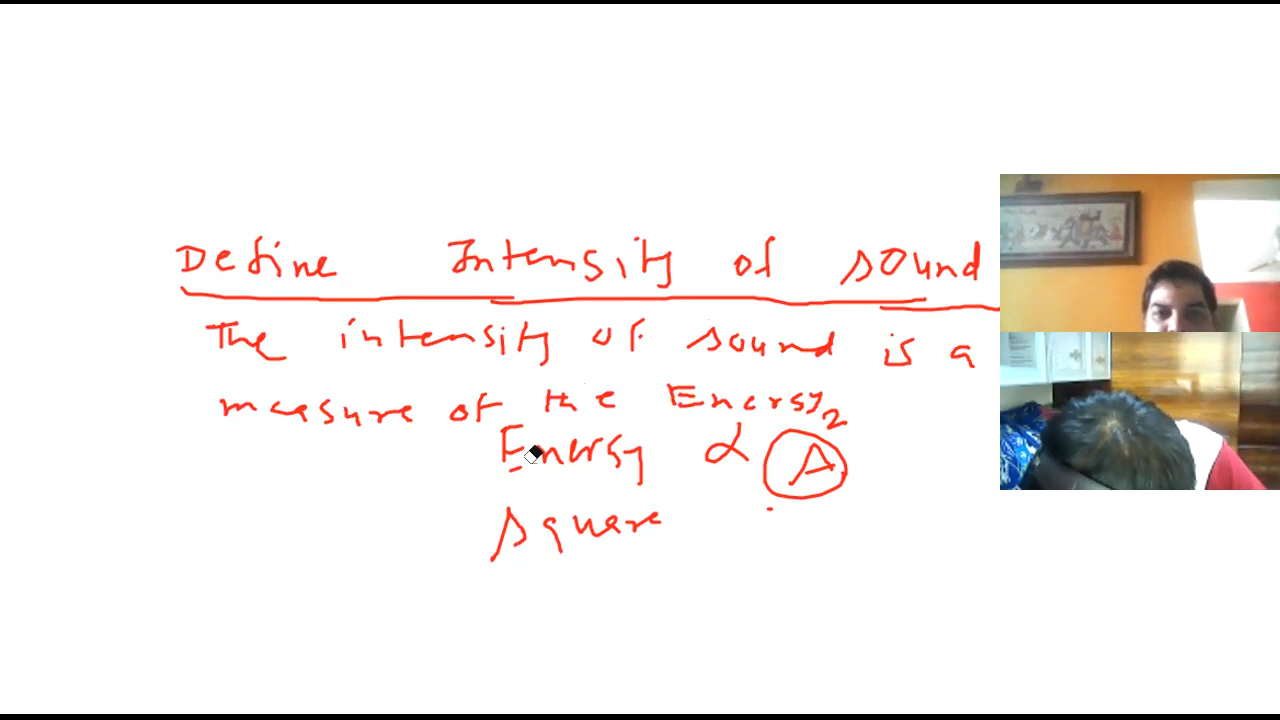 Define Intensity of sound
The intensity of sound is a
measure of the Energy
Energy ∝ A²
square